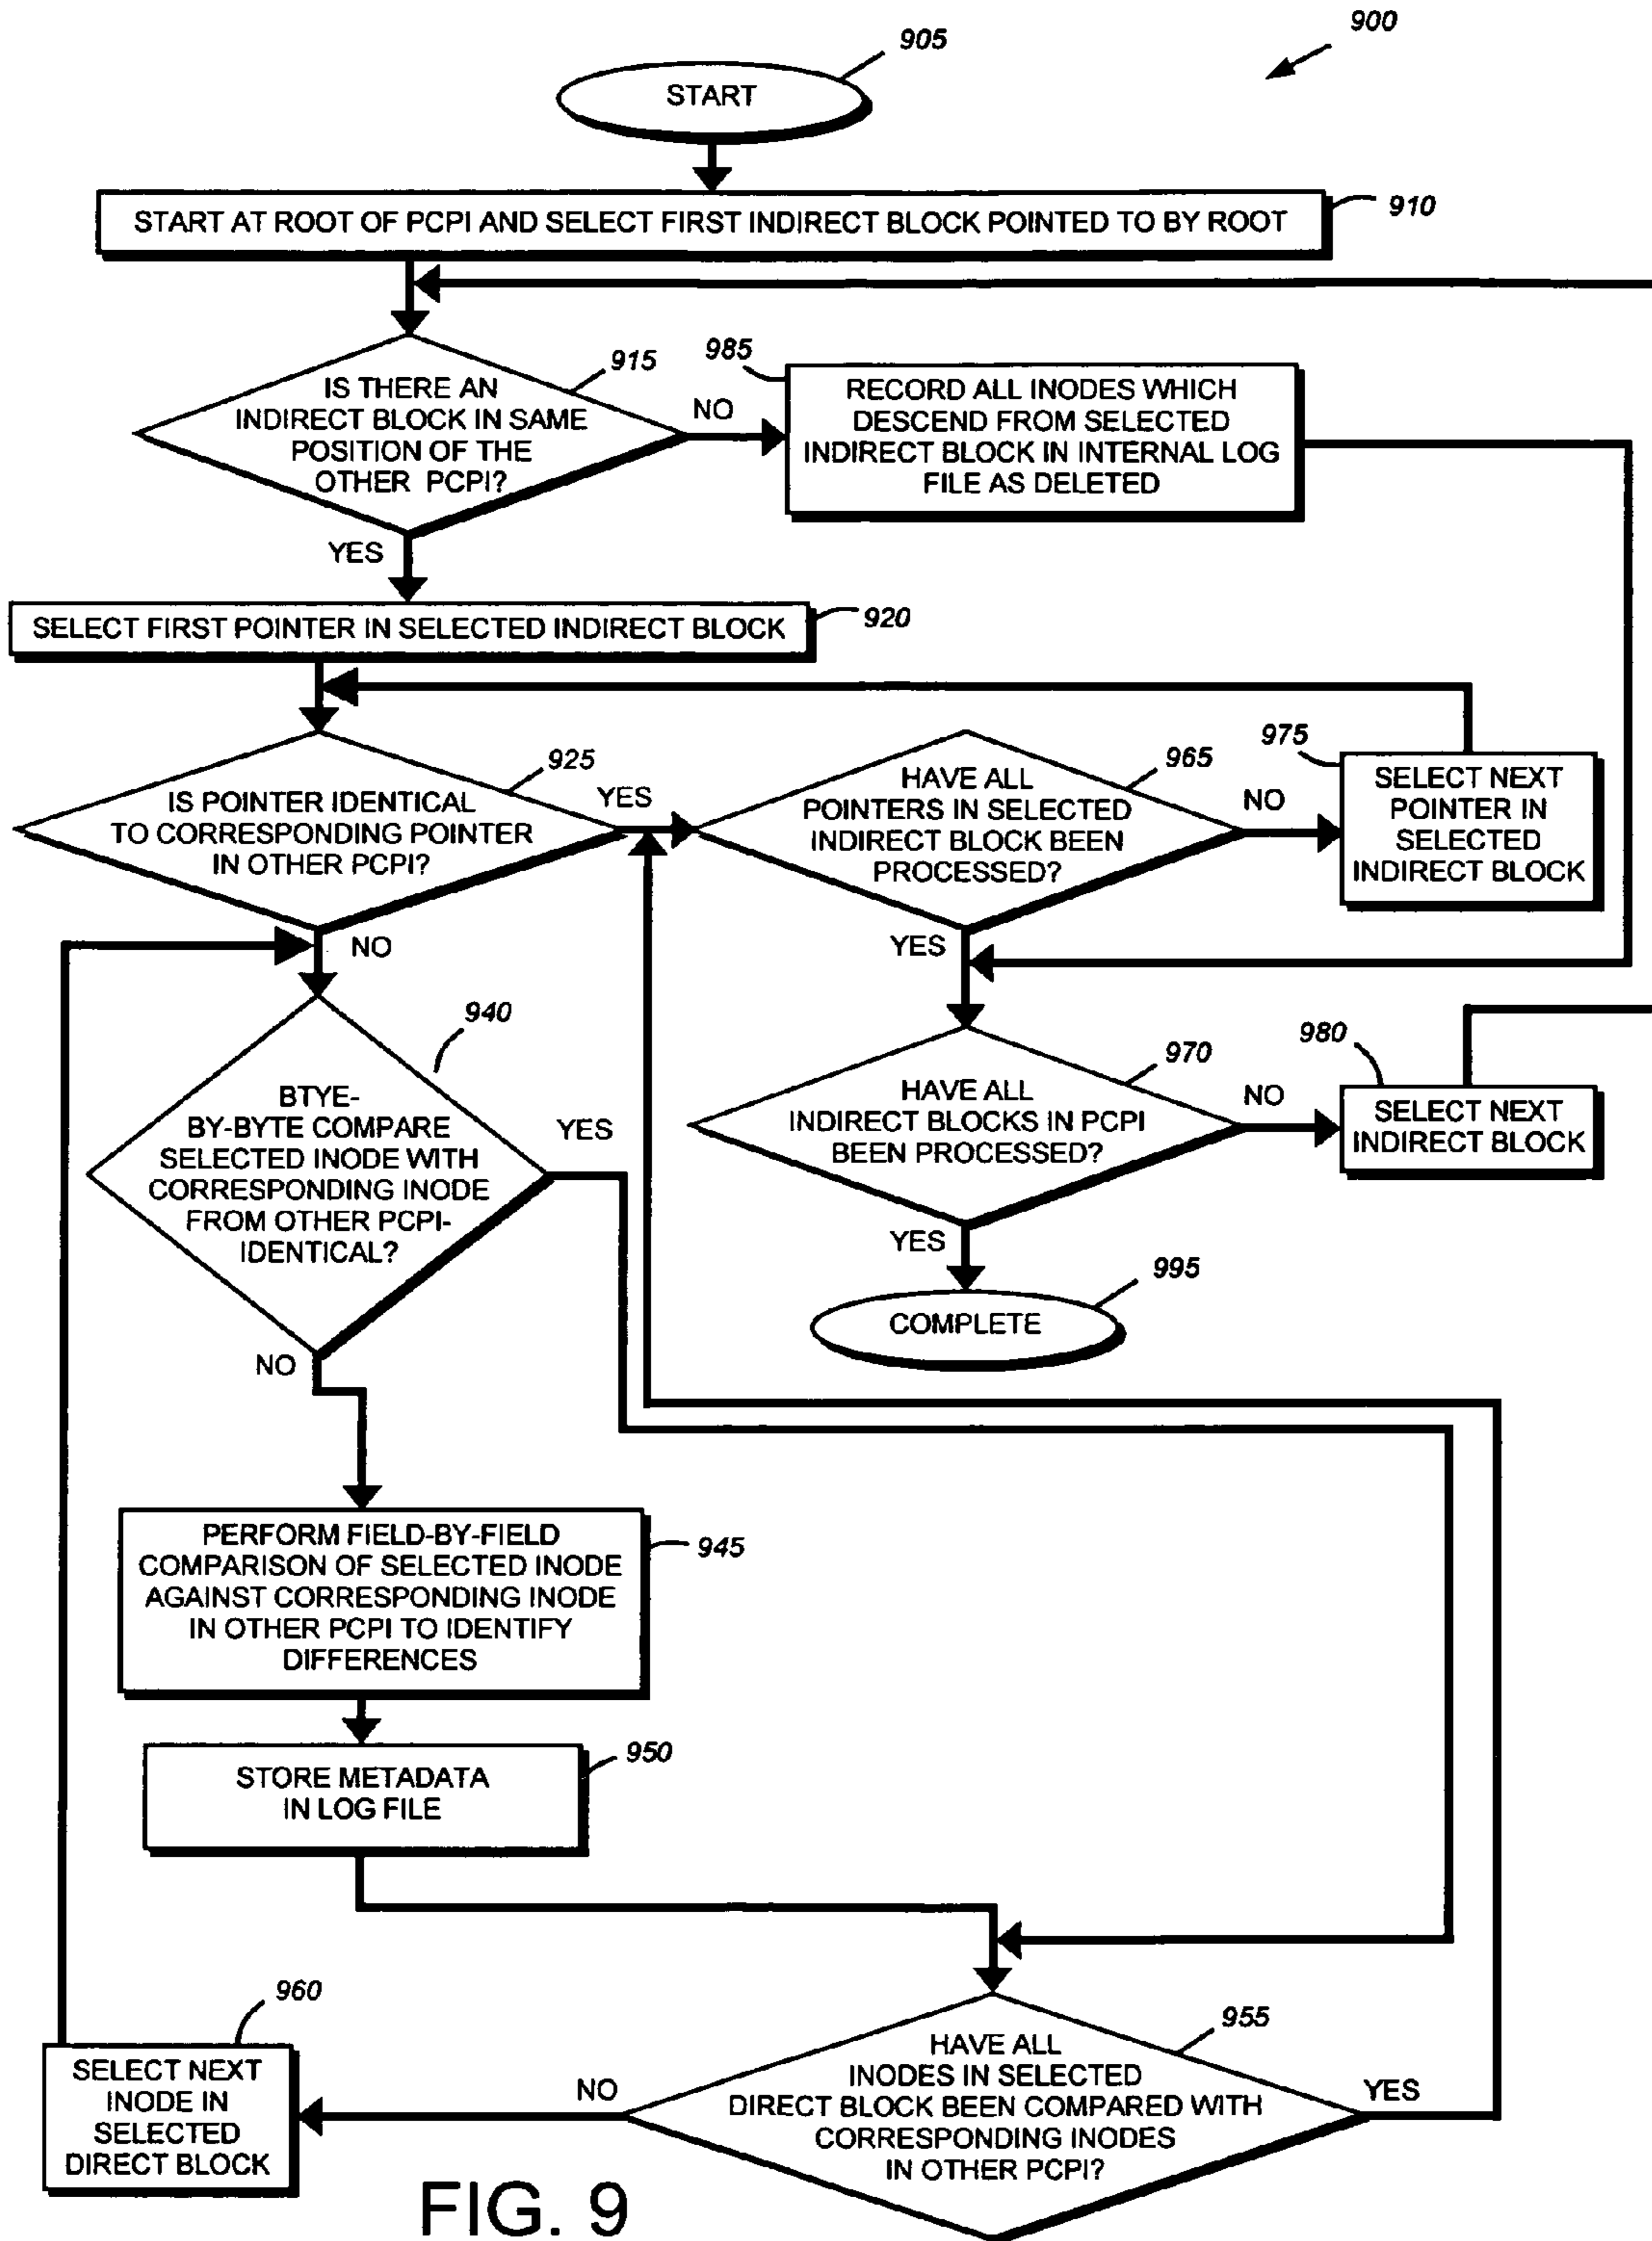 900
905
START
START AT ROOT OF PCPI AND SELECT FIRST INDIRECT BLOCK POINTED TO BY ROOT
910
915
IS THERE AN
INDIRECT BLOCK IN SAME
POSITION OF THE
OTHER PCPI?
NO
YES
985
RECORD ALL INODES WHICH
DESCEND FROM SELECTED
INDIRECT BLOCK IN INTERNAL LOG
FILE AS DELETED
SELECT FIRST POINTER IN SELECTED INDIRECT BLOCK
920
925
IS POINTER IDENTICAL
TO CORRESPONDING POINTER
IN OTHER PCPI?
YES
NO
965
HAVE ALL
POINTERS IN SELECTED
INDIRECT BLOCK BEEN
PROCESSED?
NO
YES
975
SELECT NEXT
POINTER IN
SELECTED
INDIRECT BLOCK
940
BTYE-
BY-BYTE COMPARE
SELECTED INODE WITH
CORRESPONDING INODE
FROM OTHER PCPI-
IDENTICAL?
YES
NO
970
HAVE ALL
INDIRECT BLOCKS IN PCPI
BEEN PROCESSED?
NO
YES
980
SELECT NEXT
INDIRECT BLOCK
995
COMPLETE
PERFORM FIELD-BY-FIELD
COMPARISON OF SELECTED INODE
AGAINST CORRESPONDING INODE
IN OTHER PCPI TO IDENTIFY
DIFFERENCES
945
STORE METADATA
IN LOG FILE
950
955
HAVE ALL
INODES IN SELECTED
DIRECT BLOCK BEEN COMPARED WITH
CORRESPONDING INODES
IN OTHER PCPI?
NO
YES
960
SELECT NEXT
INODE IN
SELECTED
DIRECT BLOCK
FIG. 9